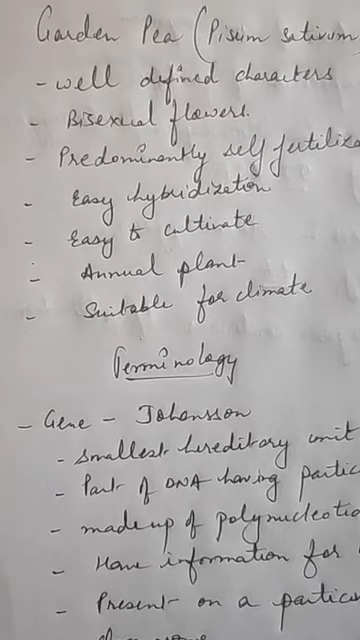 Garden Pea (Pisum sativum
- well defined characters
- Bisexual flowers.
- Predominently self fertiliza
- Easy hybridization
- Easy to cultivate
- Annual plant
- Suitable for climate
Terminology
- Gene - Johansson
- smallest hereditary unit
- Part of DNA having partic
- made up of polynucleotid
- Have information for
- Present on a particu